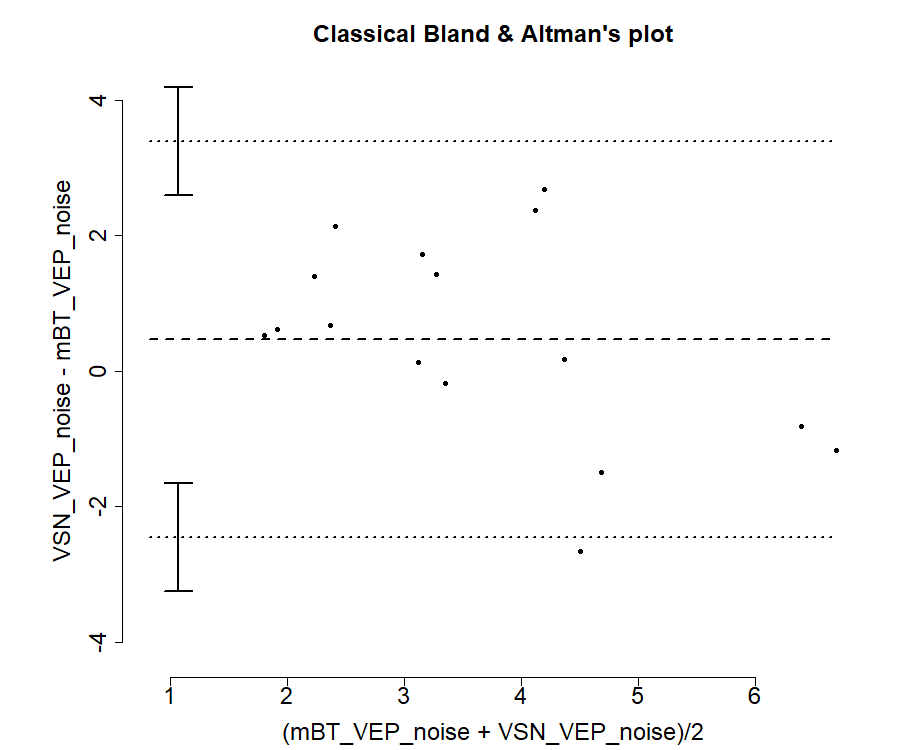 Classical Bland & Altman's plot
VSN_VEP_noise - mBT_VEP_noise
4
2
0
-2
-4
1 2 3 4 5 6
(mBT_VEP_noise + VSN_VEP_noise)/2